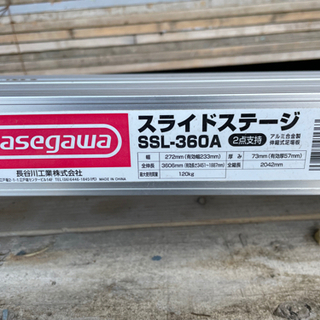 asegawa
長谷川工業株式会社
MADE IN CHINA
スライドステージ
SSL-360A 2点支持 アルミ合金製
伸縮式足場板
幅 272mm(有効幅233mm) 厚み 73mm(有効厚57mm)
全伸長 3606mm 全縮長 2042mm
最大使用荷重 120kg